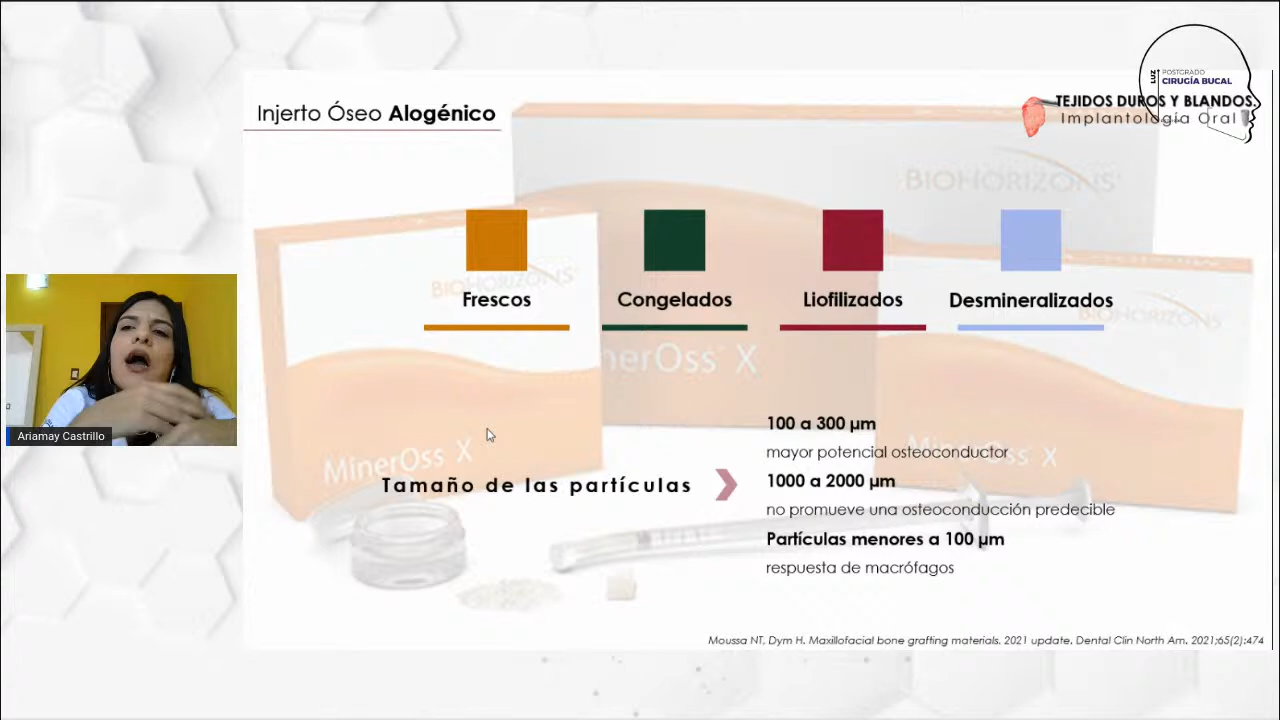 LUZ
POSTGRADO
CIRUGÍA BUCAL
TEJIDOS DUROS Y BLANDOS
Implantología Oral
Injerto Óseo Alogénico
BIOHORIZONS
BIOHORIZONS
BIOHORIZONS
Frescos
Congelados
Liofilizados
Desmineralizados
MinerOss X
MinerOss X
Ariamay Castrillo
Tamaño de las partículas
100 a 300 µm
mayor potencial osteoconductor
1000 a 2000 µm
no promueve una osteoconducción predecible
Partículas menores a 100 µm
respuesta de macrófagos
Moussa NT, Dym H. Maxillofacial bone grafting materials. 2021 update. Dental Clin North Am. 2021;65(2):474